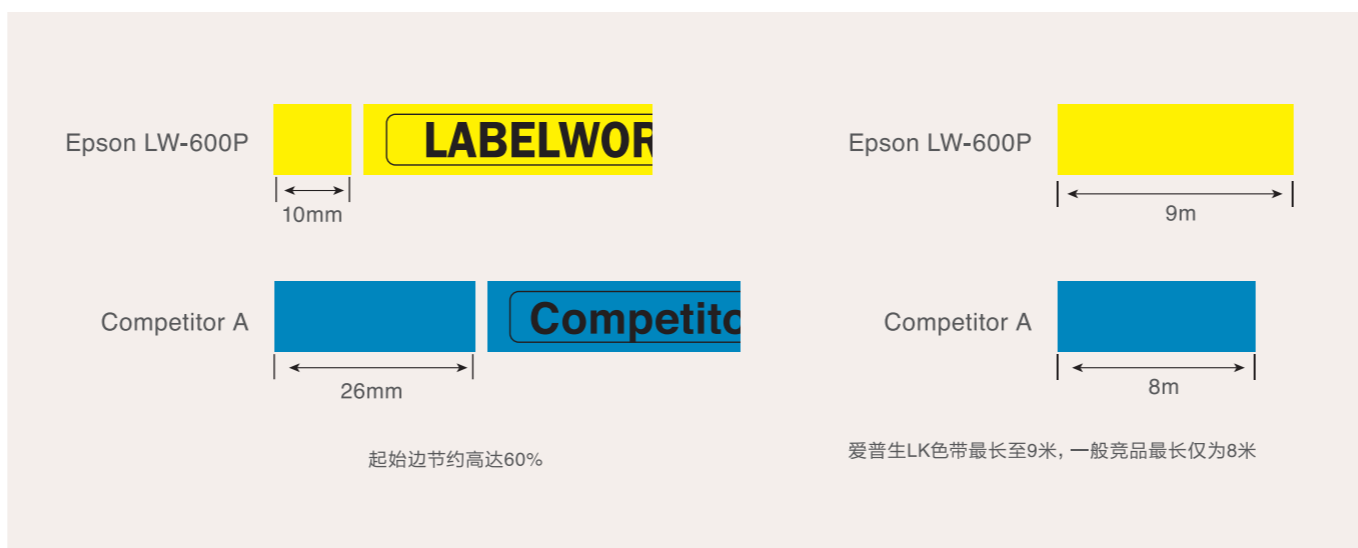 Epson LW-600P
LABELWOR
10mm
Competitor A
Competito
26mm
起始边节约高达60%
Epson LW-600P
9m
Competitor A
8m
爱普生LK色带最长至9米, 一般竞品最长仅为8米